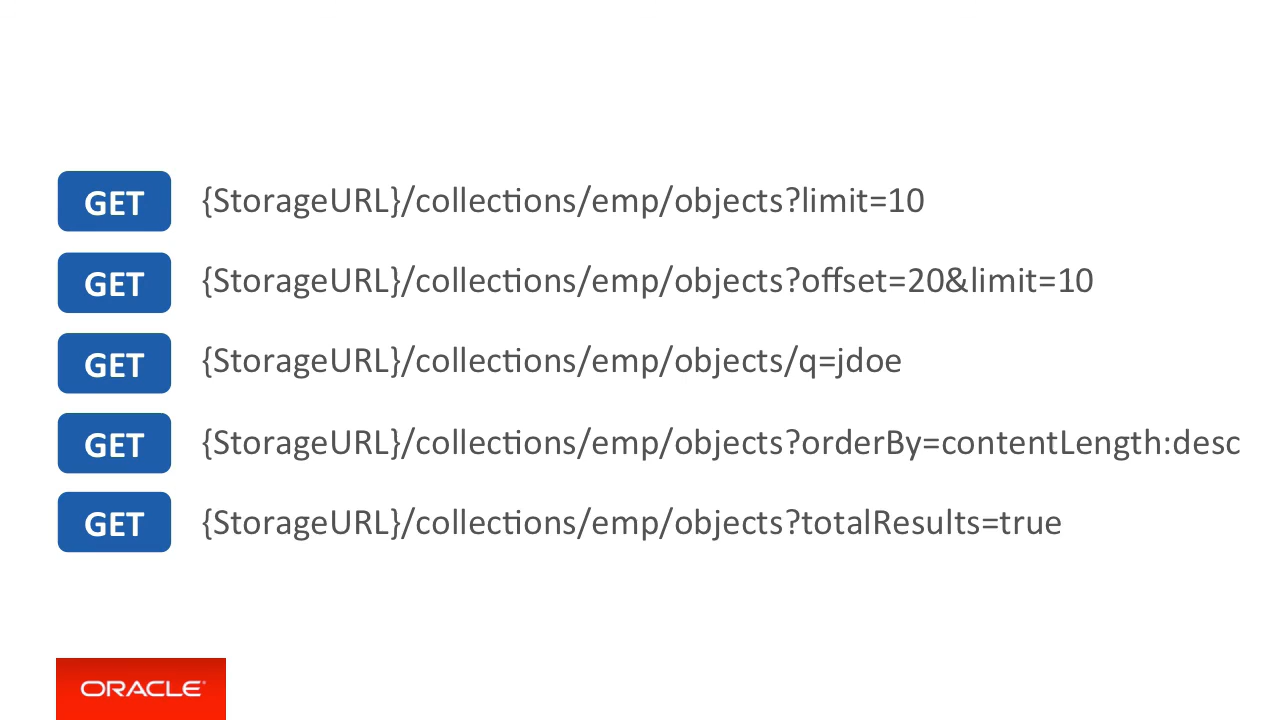 GET {StorageURL}/collections/emp/objects?limit=10
GET {StorageURL}/collections/emp/objects?offset=20&limit=10
GET {StorageURL}/collections/emp/objects/q=jdoe
GET {StorageURL}/collections/emp/objects?orderBy=contentLength:desc
GET {StorageURL}/collections/emp/objects?totalResults=true
ORACLE